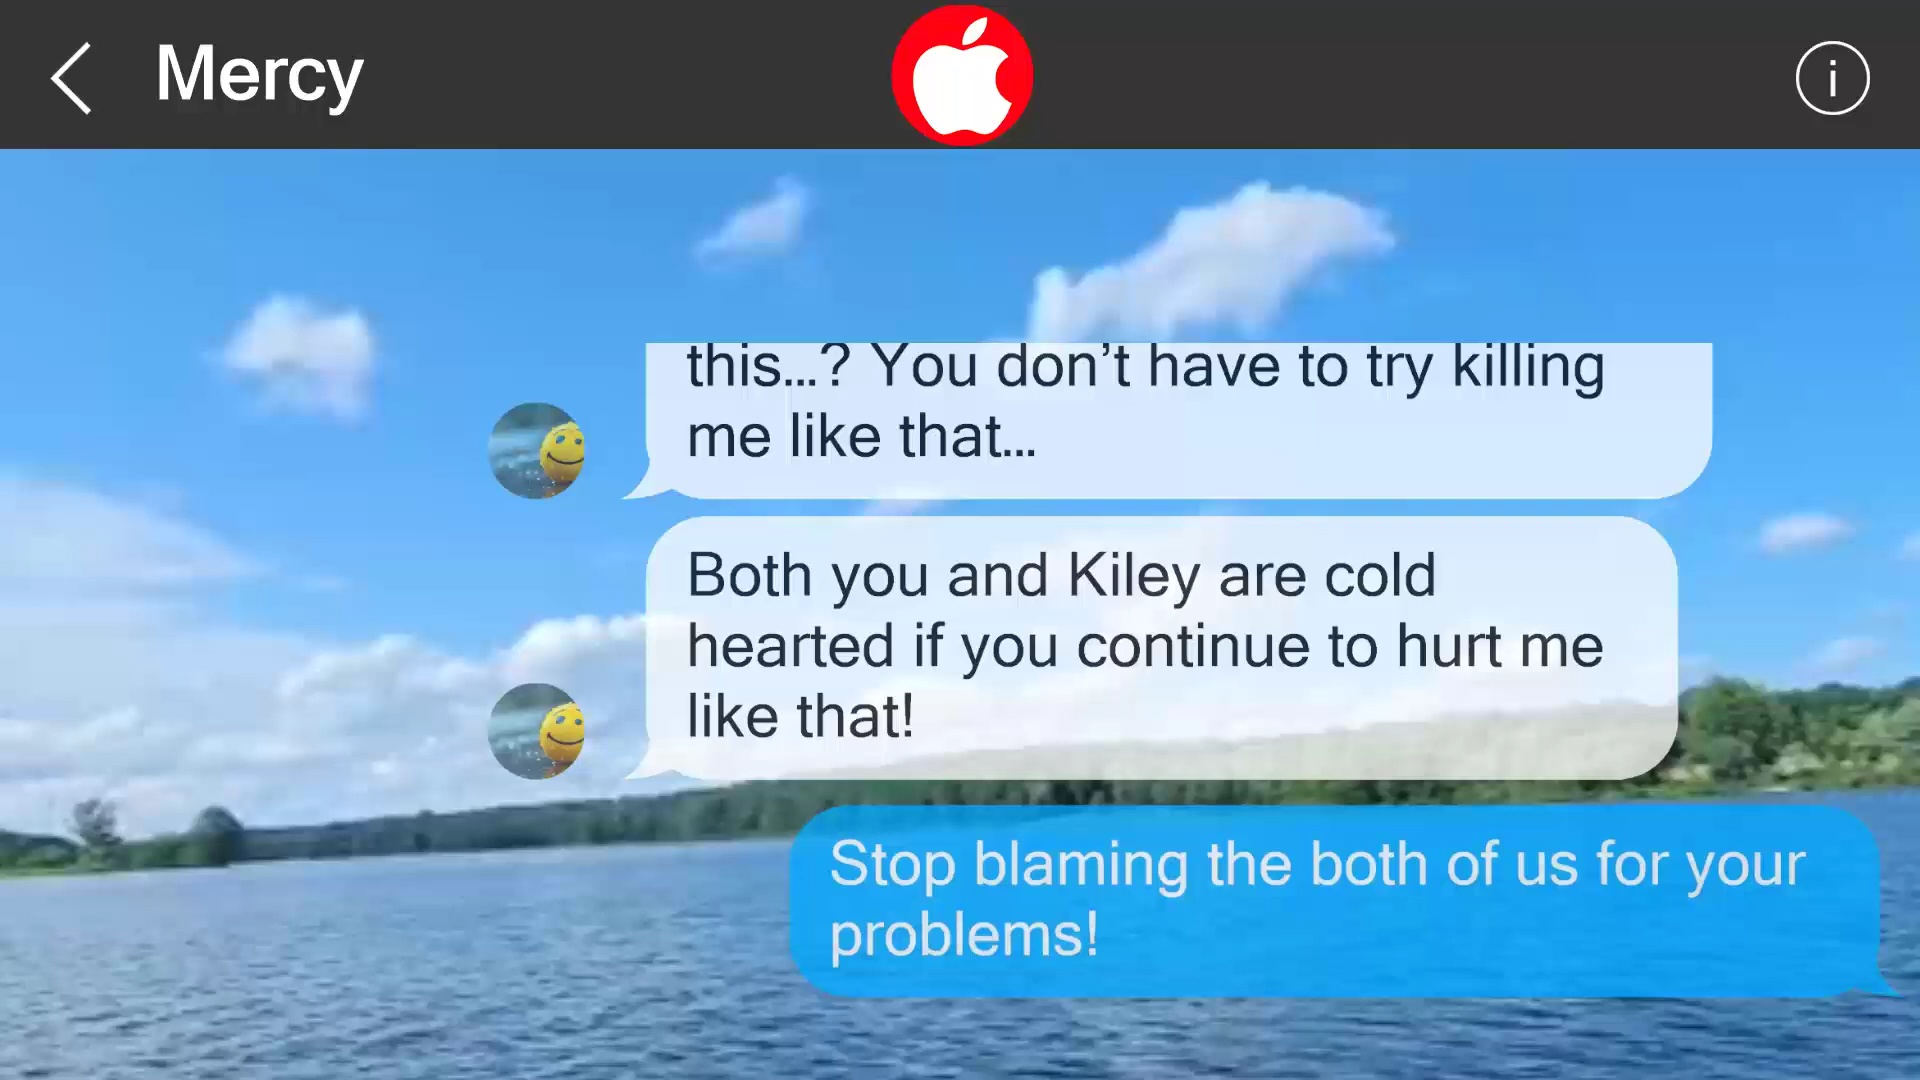 Mercy
i
this...? You don’t have to try killing
me like that...
Both you and Kiley are cold
hearted if you continue to hurt me
like that!
Stop blaming the both of us for your
problems!